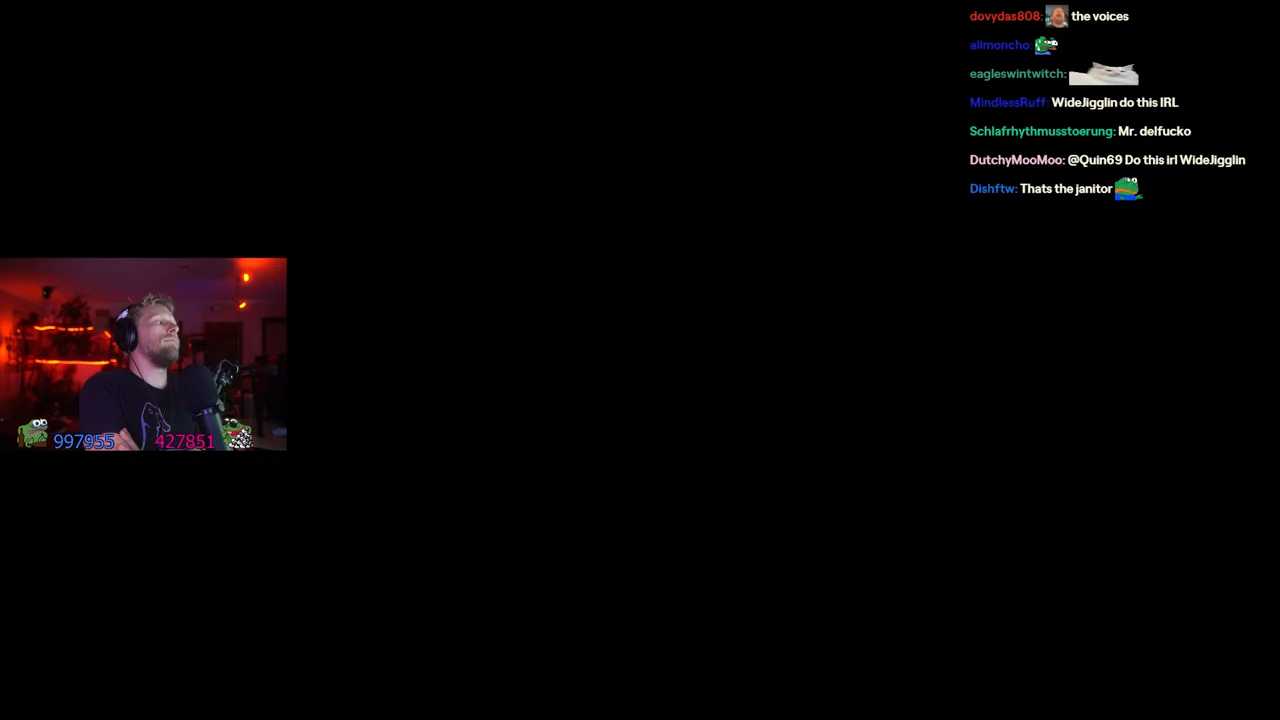 dovydas808: the voices
allmoncho:
eagleswintwitch:
MindlessRuff: WideJigglin do this IRL
Schlafrhythmusstoerung: Mr. delfucko
DutchyMooMoo: @Quin69 Do this irl WideJigglin
Dishftw: Thats the janitor
997955 427851